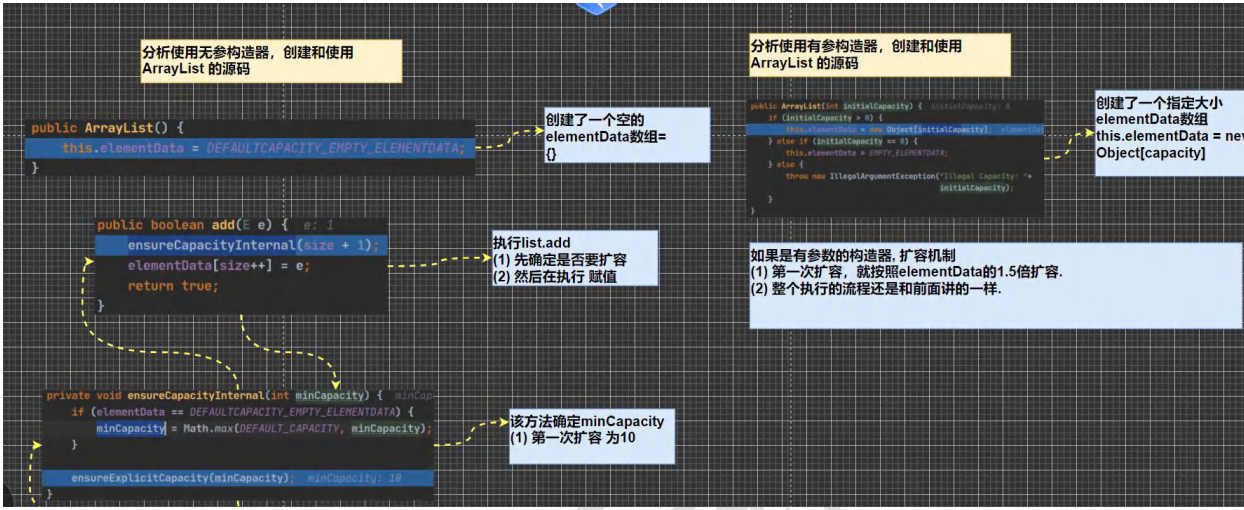 分析使用无参构造器，创建和使用
ArrayList 的源码
public ArrayList() {
this.elementData = DEFAULTCAPACITY_EMPTY_ELEMENTDATA;
}
创建了一个空的
elementData数组=
{}
public boolean add(E e) { e: 1
ensureCapacityInternal(size + 1);
elementData[size++] = e;
return true;
}
执行list.add
(1) 先确定是否要扩容
(2) 然后在执行 赋值
private void ensureCapacityInternal(int minCapacity) { minCap
if (elementData == DEFAULTCAPACITY_EMPTY_ELEMENTDATA) {
minCapacity = Math.max(DEFAULT_CAPACITY, minCapacity);
}
ensureExplicitCapacity(minCapacity); minCapacity: 10
}
该方法确定minCapacity
(1) 第一次扩容 为10
分析使用有参构造器，创建和使用
ArrayList 的源码
public ArrayList(int initialCapacity) { initialCapacity: 8
if (initialCapacity > 0) {
this.elementData = new Object[initialCapacity]; elementDat
} else if (initialCapacity == 0) {
this.elementData = EMPTY_ELEMENTDATA;
} else {
throw new IllegalArgumentException("Illegal Capacity: "+
initialCapacity);
}
}
创建了一个指定大小
elementData数组
this.elementData = new
Object[capacity]
如果是有参数的构造器, 扩容机制
(1) 第一次扩容，就按照elementData的1.5倍扩容.
(2) 整个执行的流程还是和前面讲的一样.